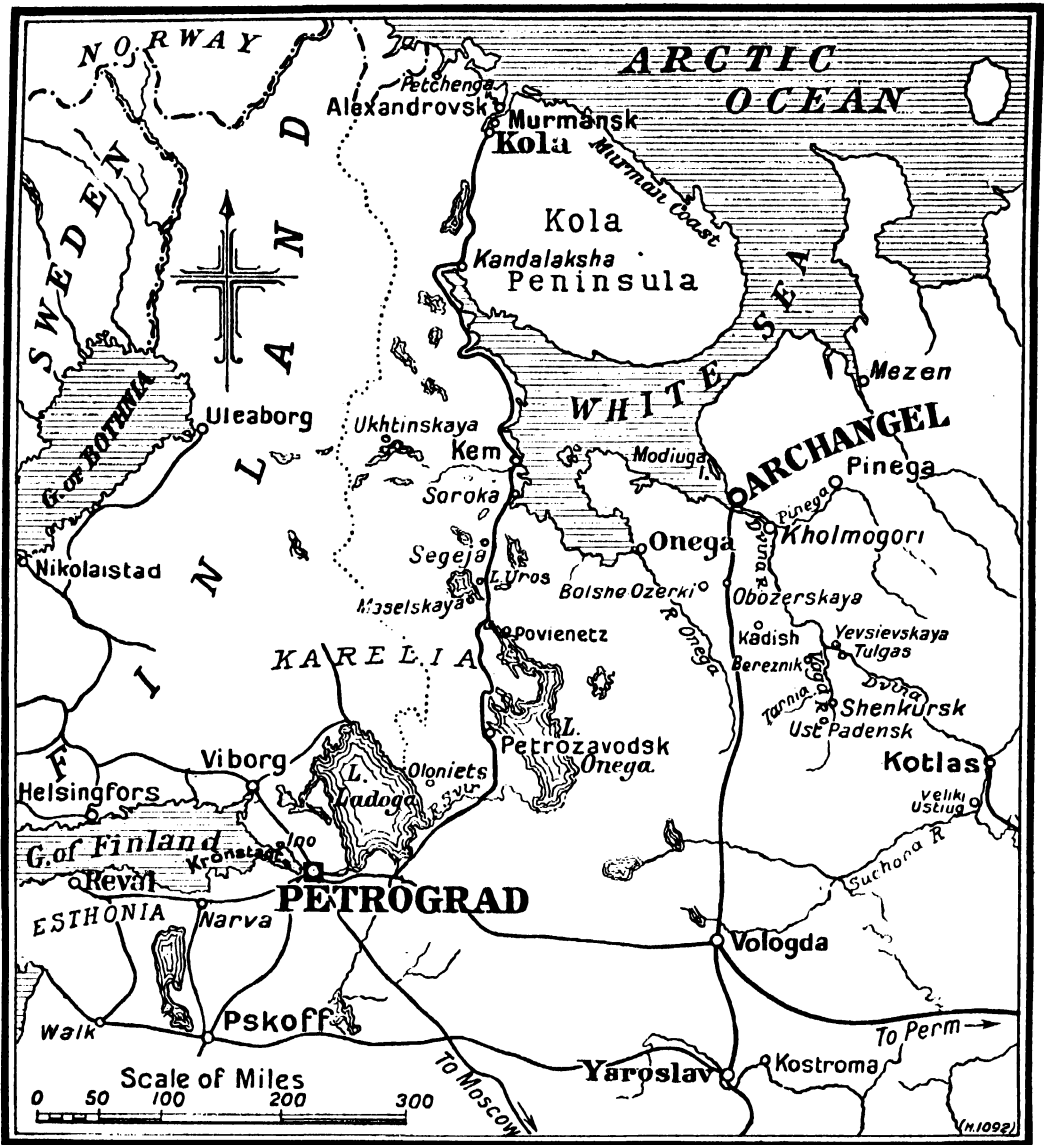 NORWAY
ARCTIC
OCEAN
Petchenga
Alexandrovsk
Murmansk
Kola
Murman Coast
SWEDEN
FINLAND
Kola
Peninsula
Kandalaksha
WHITE SEA
Mezen
G. of BOTHNIA
Uleaborg
Ukhtinskaya
Kem
Modiuga
I.
ARCHANGEL
Pinega
Pinega
Soroka
Kholmogori
Dvina R.
Onega
Segeja
Nikolaistad
L. Uros
Bolshe Ozerki
Obozerskaya
Maselskaya
R. Onega
Povienetz
Kadish
Yevsievskaya
Tulgas
KARELIA
Bereznik
Vaga R.
Dvina
Tarnia
Shenkursk
Ust Padensk
Petrozavodsk
L.
Onega
Viborg
L.
Ladoga
Oloniets
R. Svir
Kotlas
Veliki
Ustiug
Helsingfors
G. of Finland
Ino
Kronstadt
Suchona R
Reval
PETROGRAD
ESTHONIA
Narva
Vologda
Walk
Pskoff
To Perm
To Moscow
Yaroslav
Kostroma
Scale of Miles
0 50 100 200 300
(M.1092)